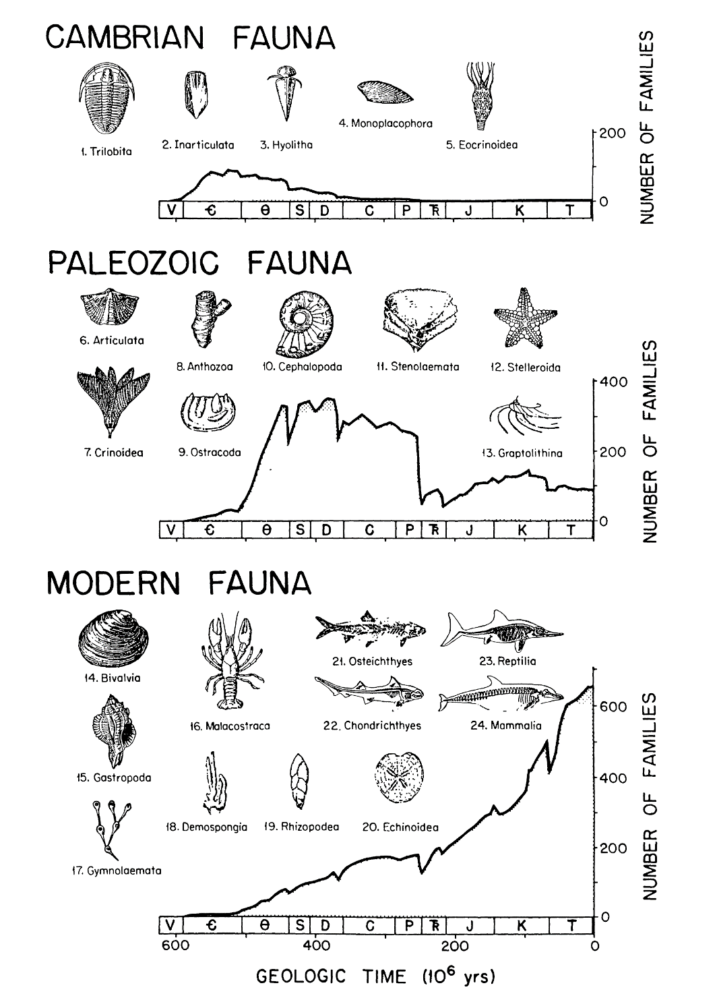 CAMBRIAN FAUNA
1. Trilobita
2. Inarticulata
3. Hyolitha
4. Monoplacophora
5. Eocrinoidea
200
0
NUMBER OF FAMILIES
V Ꞓ Ɵ S D C P Ꞧ J K T
PALEOZOIC FAUNA
6. Articulata
8. Anthozoa
10. Cephalopoda
11. Stenolaemata
12. Stelleroida
7. Crinoidea
9. Ostracoda
13. Graptolithina
400
200
0
NUMBER OF FAMILIES
V Ꞓ Ɵ S D C P Ꞧ J K T
MODERN FAUNA
14. Bivalvia
16. Malacostraca
21. Osteichthyes
23. Reptilia
22. Chondrichthyes
24. Mammalia
15. Gastropoda
18. Demospongia
19. Rhizopodea
20. Echinoidea
17. Gymnolaemata
600
400
200
0
NUMBER OF FAMILIES
V Ꞓ Ɵ S D C P Ꞧ J K T
600 400 200 0
GEOLOGIC TIME (10⁶ yrs)